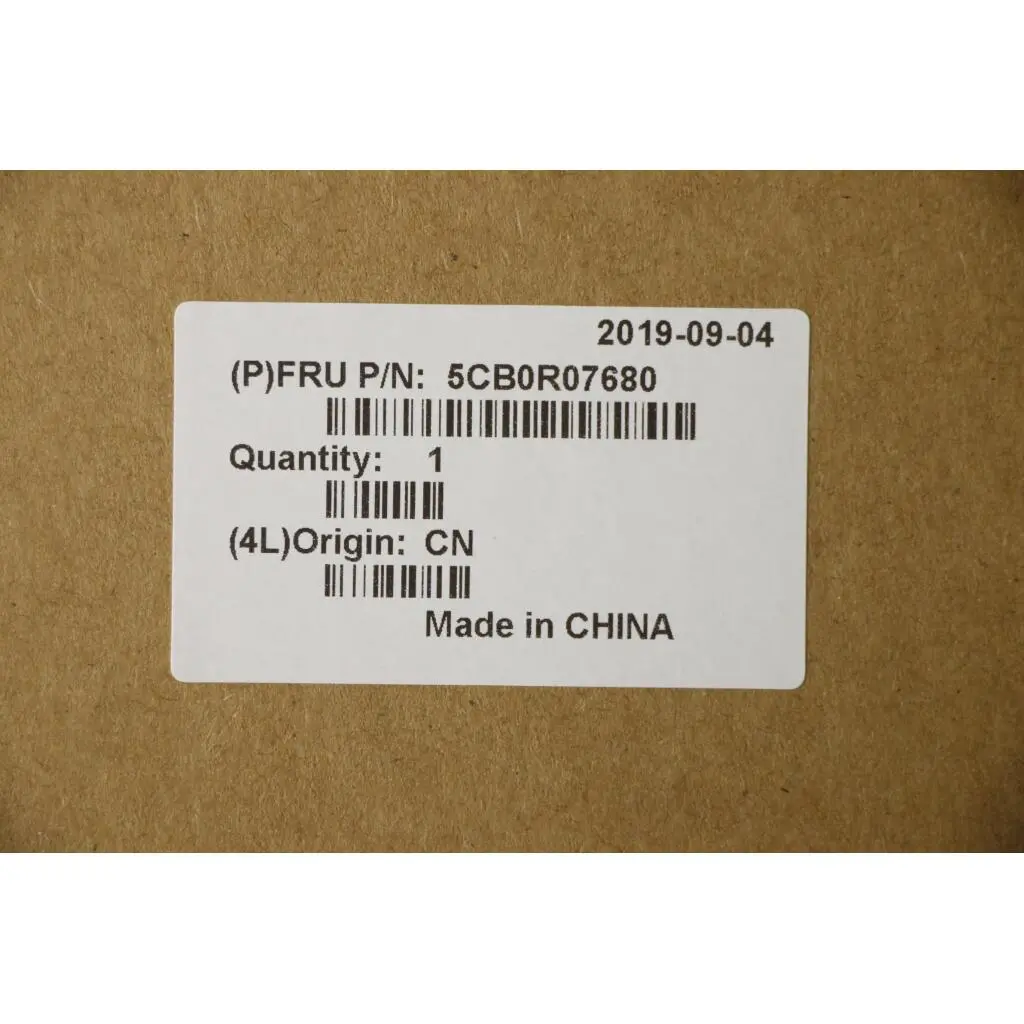 2019-09-04
(P)FRU P/N: 5CB0R07680
Quantity: 1
(4L)Origin: CN
Made in CHINA